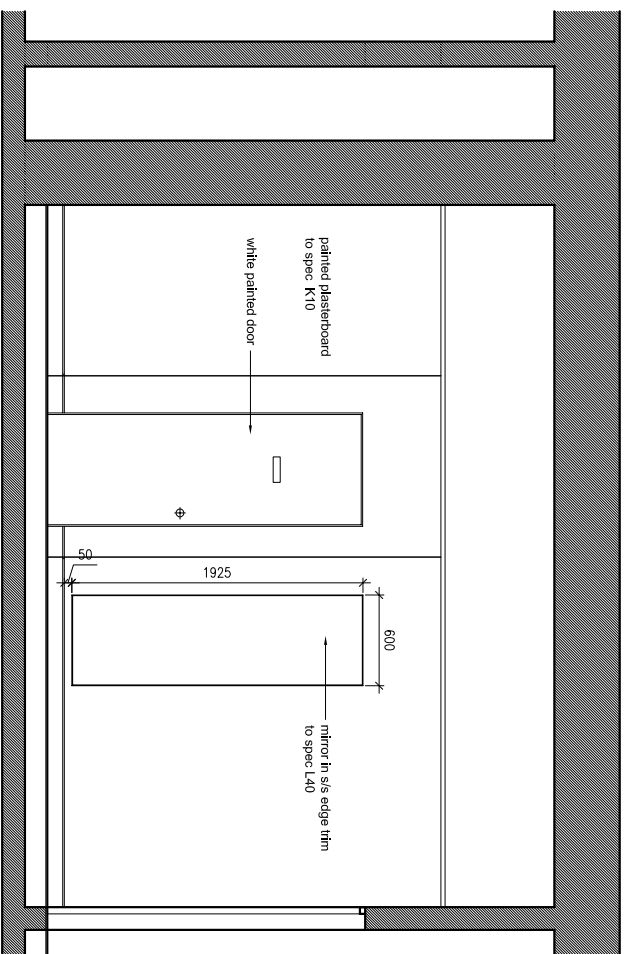 painted plasterboard
to spec K10
white painted door
50
1925
600
mirror in s/s edge trim
to spec L40